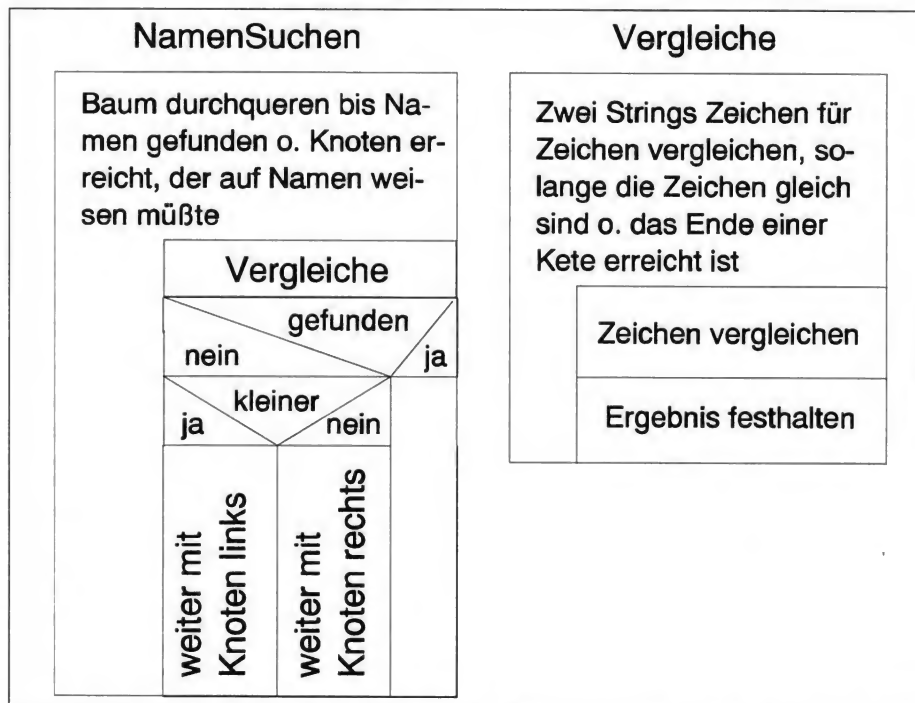 NamenSuchen
Baum durchqueren bis Na-
men gefunden o. Knoten er-
reicht, der auf Namen wei-
sen müßte
Vergleiche
gefunden
nein
ja
kleiner
ja
nein
weiter mit
Knoten links
weiter mit
Knoten rechts
Vergleiche
Zwei Strings Zeichen für
Zeichen vergleichen, so-
lange die Zeichen gleich
sind o. das Ende einer
Kete erreicht ist
Zeichen vergleichen
Ergebnis festhalten